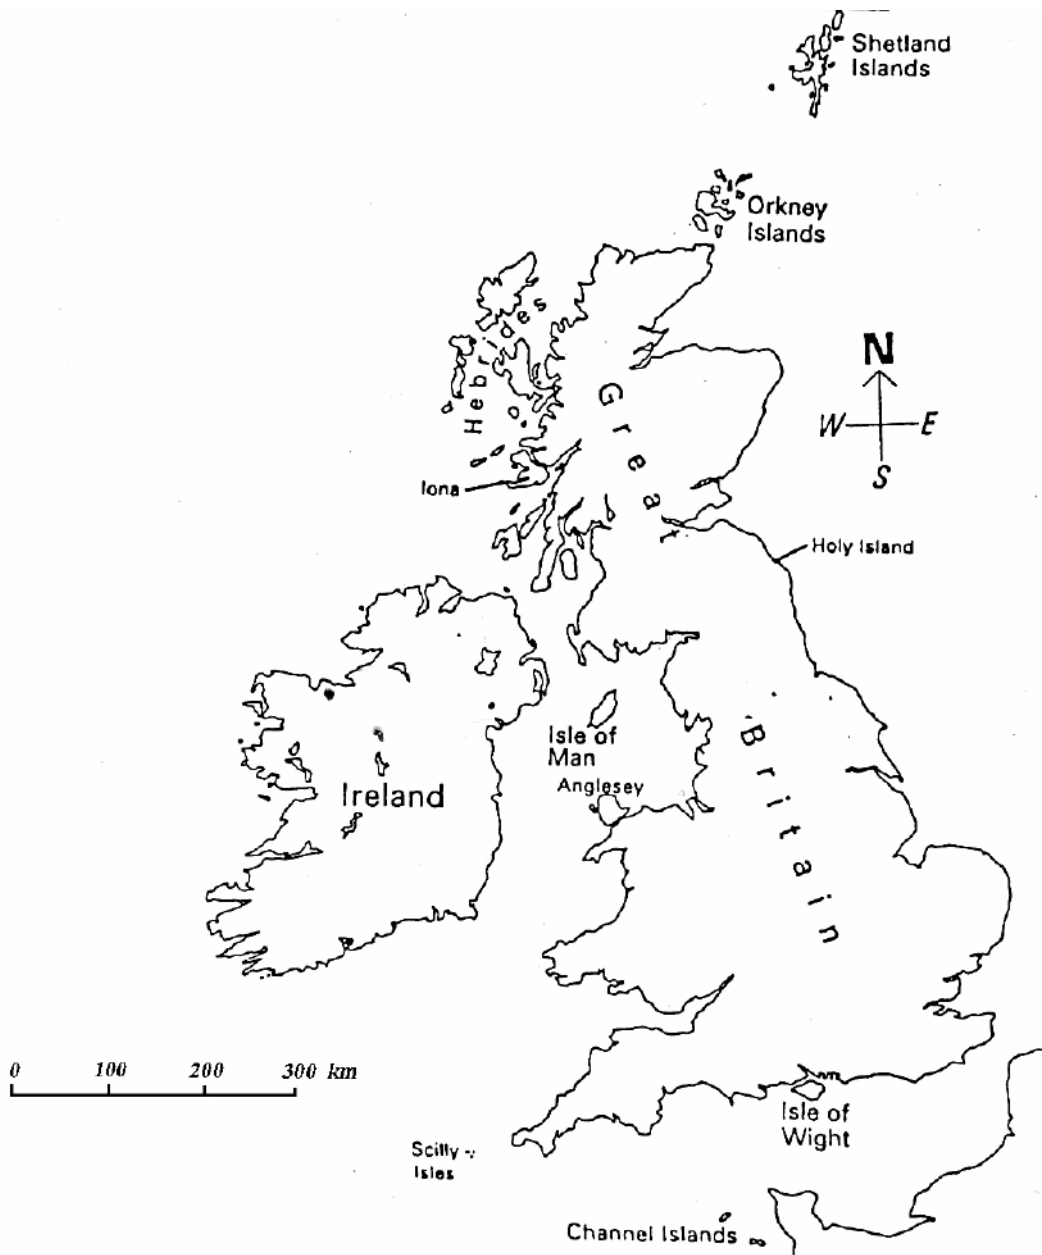 Shetland
Islands
Orkney
Islands
Hebrides
N
W
E
S
Great
Iona
Holy Island
Isle of
Man
Britain
Anglesey
Ireland
0 100 200 300 km
Isle of
Wight
Scilly
Isles
Channel Islands